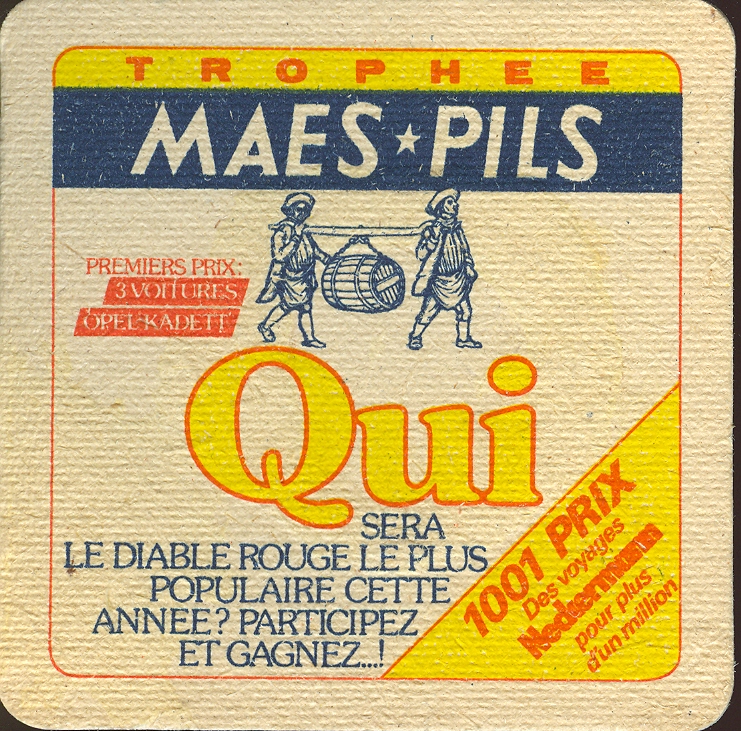 TROPHEE
MAES★PILS
PREMIERS PRIX:
3 VOITURES
OPEL-KADETT
Qui
SERA
LE DIABLE ROUGE LE PLUS
POPULAIRE CETTE
ANNEE? PARTICIPEZ
ET GAGNEZ...!
1001 PRIX
Des voyages
Neckermann
pour plus
d'un million